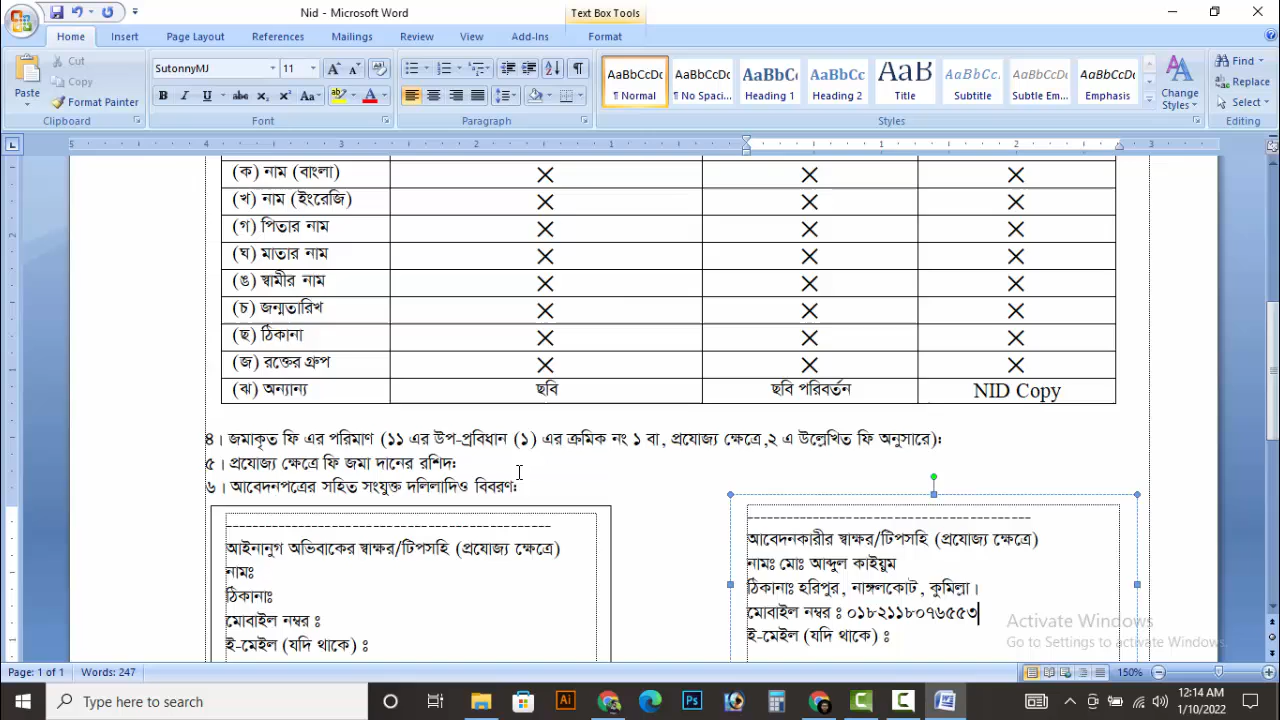 Nid - Microsoft Word
Text Box Tools
Home Insert Page Layout References Mailings Review View Add-Ins Format
Paste
Cut
Copy
Format Painter
Clipboard
SutonnyMJ 11
Font
Paragraph
AaBbCcDc AaBbCcDc AaBbCc AaBbCc AaB AaBbCc. AaBbCcDc AaBbCcDc
¶ Normal ¶ No Spaci... Heading 1 Heading 2 Title Subtitle Subtle Em... Emphasis
Change Styles
Styles
Find
Replace
Select
Editing
(ক) নাম (বাংলা)
(খ) নাম (ইংরেজি)
(গ) পিতার নাম
(ঘ) মাতার নাম
(ঙ) স্বামীর নাম
(চ) জন্মতারিখ
(ছ) ঠিকানা
(জ) রক্তের গ্রুপ
(ঝ) অন্যান্য ছবি ছবি পরিবর্তন NID Copy
৪। জমাকৃত ফি এর পরিমাণ (১১ এর উপ-প্রবিধান (১) এর ক্রমিক নং ১ বা, প্রযোজ্য ক্ষেত্রে,২ এ উল্লেখিত ফি অনুসারে)ঃ
৫। প্রযোজ্য ক্ষেত্রে ফি জমা দানের রশিদঃ
৬। আবেদনপত্রের সহিত সংযুক্ত দলিলাদিও বিবরণঃ
আইনানুগ অভিবাকের স্বাক্ষর/টিপসহি (প্রযোজ্য ক্ষেত্রে)
নামঃ
ঠিকানাঃ
মোবাইল নম্বর ঃ
ই-মেইল (যদি থাকে) ঃ
আবেদনকারীর স্বাক্ষর/টিপসহি (প্রযোজ্য ক্ষেত্রে)
নামঃ মোঃ আব্দুল কাইয়ুম
ঠিকানাঃ হরিপুর, নাঙ্গলকোট, কুমিল্লা।
মোবাইল নম্বর ঃ ০১৮২১১৮০৭৬৫৫৩
ই-মেইল (যদি থাকে) ঃ
Activate Windows
Go to Settings to activate Windows.
Page: 1 of 1 Words: 247 150%
Type here to search
12:14 AM
1/10/2022